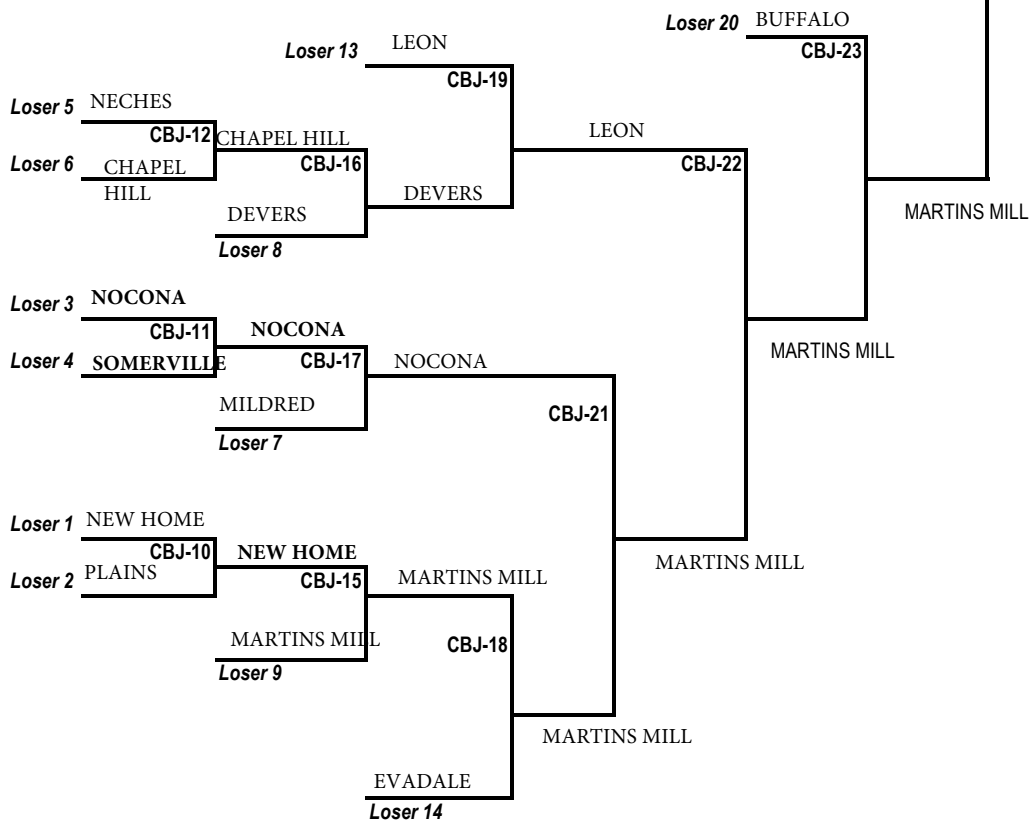 Loser 20 BUFFALO
CBJ-23
Loser 13 LEON
CBJ-19
Loser 5 NECHES
CBJ-12 CHAPEL HILL
LEON
Loser 6 CHAPEL
HILL
CBJ-16
CBJ-22
DEVERS
MARTINS MILL
DEVERS
Loser 8
Loser 3 NOCONA
CBJ-11 NOCONA
MARTINS MILL
Loser 4 SOMERVILLE
CBJ-17 NOCONA
MILDRED
CBJ-21
Loser 7
Loser 1 NEW HOME
CBJ-10 NEW HOME
MARTINS MILL
Loser 2 PLAINS
CBJ-15 MARTINS MILL
MARTINS MILL
CBJ-18
Loser 9
MARTINS MILL
EVADALE
Loser 14